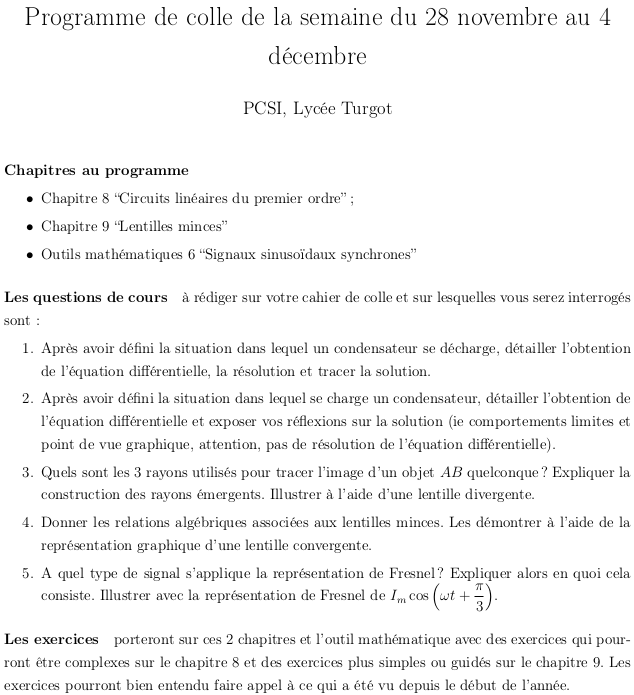 Programme de colle de la semaine du 28 novembre au 4
décembre
PCSI, Lycée Turgot
Chapitres au programme
• Chapitre 8 “Circuits linéaires du premier ordre” ;
• Chapitre 9 “Lentilles minces”
• Outils mathématiques 6 “Signaux sinusoïdaux synchrones”
Les questions de cours à rédiger sur votre cahier de colle et sur lesquelles vous serez interrogés
sont :
1. Après avoir défini la situation dans lequel un condensateur se décharge, détailler l'obtention
de l'équation différentielle, la résolution et tracer la solution.
2. Après avoir défini la situation dans lequel se charge un condensateur, détailler l'obtention de
l'équation différentielle et exposer vos réflexions sur la solution (ie comportements limites et
point de vue graphique, attention, pas de résolution de l'équation différentielle).
3. Quels sont les 3 rayons utilisés pour tracer l'image d'un objet AB quelconque ? Expliquer la
construction des rayons émergents. Illustrer à l'aide d'une lentille divergente.
4. Donner les relations algébriques associées aux lentilles minces. Les démontrer à l'aide de la
représentation graphique d'une lentille convergente.
5. A quel type de signal s'applique la représentation de Fresnel ? Expliquer alors en quoi cela
consiste. Illustrer avec la représentation de Fresnel de I_m cos(ωt + π/3).
Les exercices porteront sur ces 2 chapitres et l'outil mathématique avec des exercices qui pour-
ront être complexes sur le chapitre 8 et des exercices plus simples ou guidés sur le chapitre 9. Les
exercices pourront bien entendu faire appel à ce qui a été vu depuis le début de l'année.